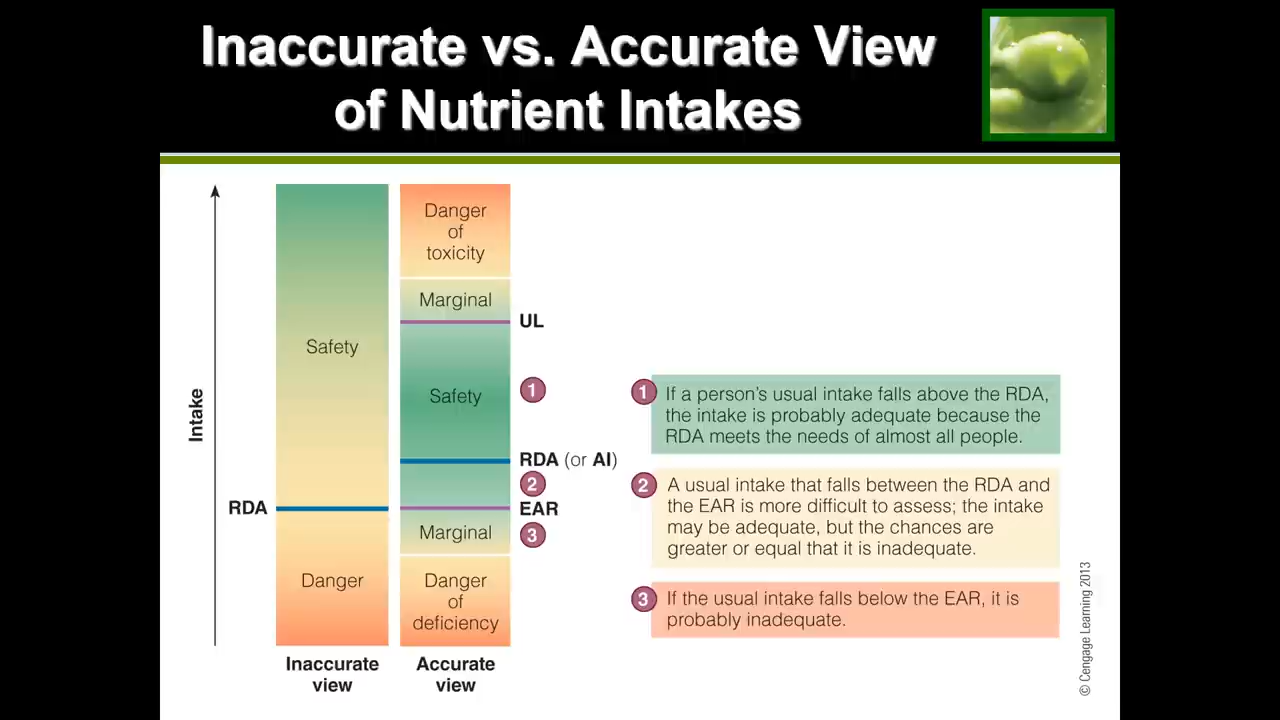 Inaccurate vs. Accurate View
of Nutrient Intakes
Intake
RDA
Safety
Danger
Inaccurate
view
Danger
of
toxicity
Marginal
UL
Safety
1
RDA (or AI)
2
EAR
Marginal
3
Danger
of
deficiency
Accurate
view
1 If a person's usual intake falls above the RDA,
the intake is probably adequate because the
RDA meets the needs of almost all people.
2 A usual intake that falls between the RDA and
the EAR is more difficult to assess; the intake
may be adequate, but the chances are
greater or equal that it is inadequate.
3 If the usual intake falls below the EAR, it is
probably inadequate.
© Cengage Learning 2013